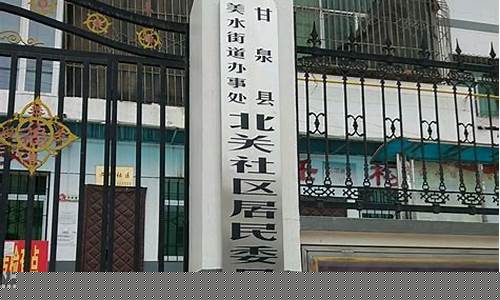 甘泉县
美水街道办事处
北关社区居民委